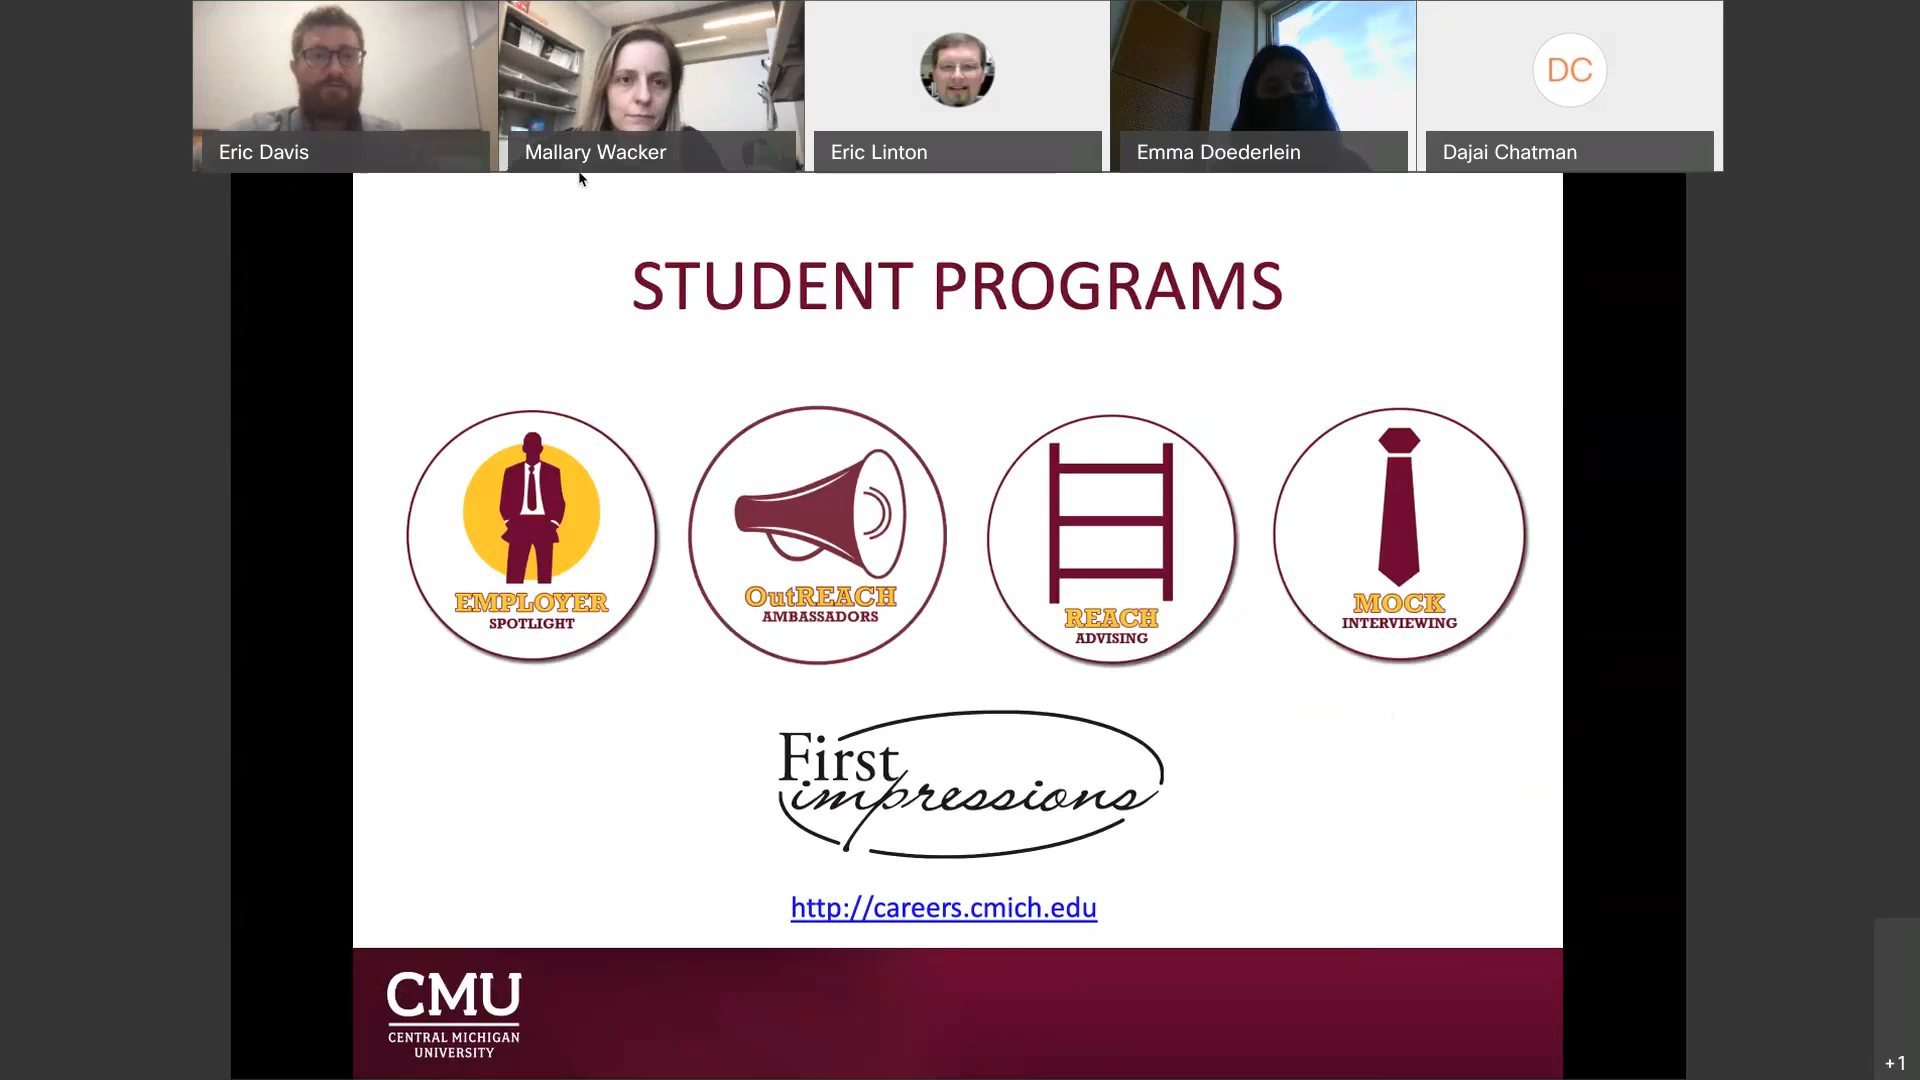 Eric Davis
Mallary Wacker
Eric Linton
Emma Doederlein
DC
Dajai Chatman
STUDENT PROGRAMS
EMPLOYER
SPOTLIGHT
OutREACH
AMBASSADORS
REACH
ADVISING
MOCK
INTERVIEWING
First
impressions
http://careers.cmich.edu
CMU
CENTRAL MICHIGAN
UNIVERSITY
+1